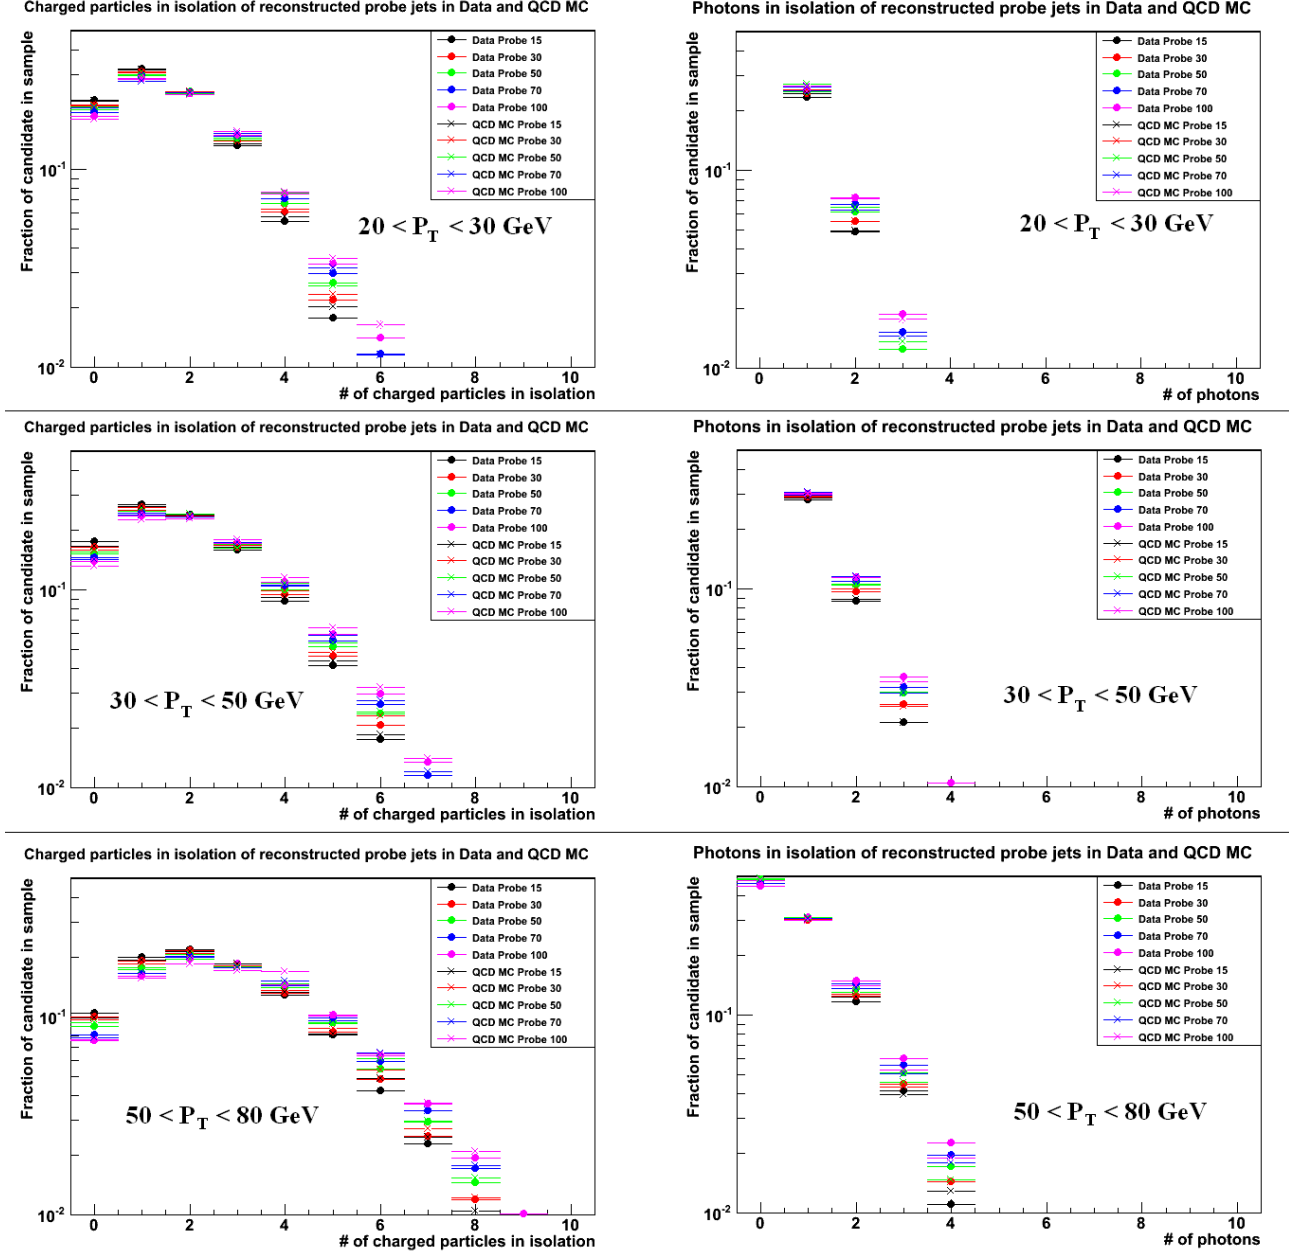 Charged particles in isolation of reconstructed probe jets in Data and QCD MC
Fraction of candidate in sample
Data Probe 15
Data Probe 30
Data Probe 50
Data Probe 70
Data Probe 100
QCD MC Probe 15
QCD MC Probe 30
QCD MC Probe 50
QCD MC Probe 70
QCD MC Probe 100
20 < P_T < 30 GeV
10^-1
10^-2
0 2 4 6 8 10
# of charged particles in isolation
Photons in isolation of reconstructed probe jets in Data and QCD MC
Fraction of candidate in sample
Data Probe 15
Data Probe 30
Data Probe 50
Data Probe 70
Data Probe 100
QCD MC Probe 15
QCD MC Probe 30
QCD MC Probe 50
QCD MC Probe 70
QCD MC Probe 100
20 < P_T < 30 GeV
10^-1
10^-2
0 2 4 6 8 10
# of photons
Charged particles in isolation of reconstructed probe jets in Data and QCD MC
Fraction of candidate in sample
Data Probe 15
Data Probe 30
Data Probe 50
Data Probe 70
Data Probe 100
QCD MC Probe 15
QCD MC Probe 30
QCD MC Probe 50
QCD MC Probe 70
QCD MC Probe 100
30 < P_T < 50 GeV
10^-1
10^-2
0 2 4 6 8 10
# of charged particles in isolation
Photons in isolation of reconstructed probe jets in Data and QCD MC
Fraction of candidate in sample
Data Probe 15
Data Probe 30
Data Probe 50
Data Probe 70
Data Probe 100
QCD MC Probe 15
QCD MC Probe 30
QCD MC Probe 50
QCD MC Probe 70
QCD MC Probe 100
30 < P_T < 50 GeV
10^-1
10^-2
0 2 4 6 8 10
# of photons
Charged particles in isolation of reconstructed probe jets in Data and QCD MC
Fraction of candidate in sample
Data Probe 15
Data Probe 30
Data Probe 50
Data Probe 70
Data Probe 100
QCD MC Probe 15
QCD MC Probe 30
QCD MC Probe 50
QCD MC Probe 70
QCD MC Probe 100
50 < P_T < 80 GeV
10^-1
10^-2
0 2 4 6 8 10
# of charged particles in isolation
Photons in isolation of reconstructed probe jets in Data and QCD MC
Fraction of candidate in sample
Data Probe 15
Data Probe 30
Data Probe 50
Data Probe 70
Data Probe 100
QCD MC Probe 15
QCD MC Probe 30
QCD MC Probe 50
QCD MC Probe 70
QCD MC Probe 100
50 < P_T < 80 GeV
10^-1
10^-2
0 2 4 6 8 10
# of photons